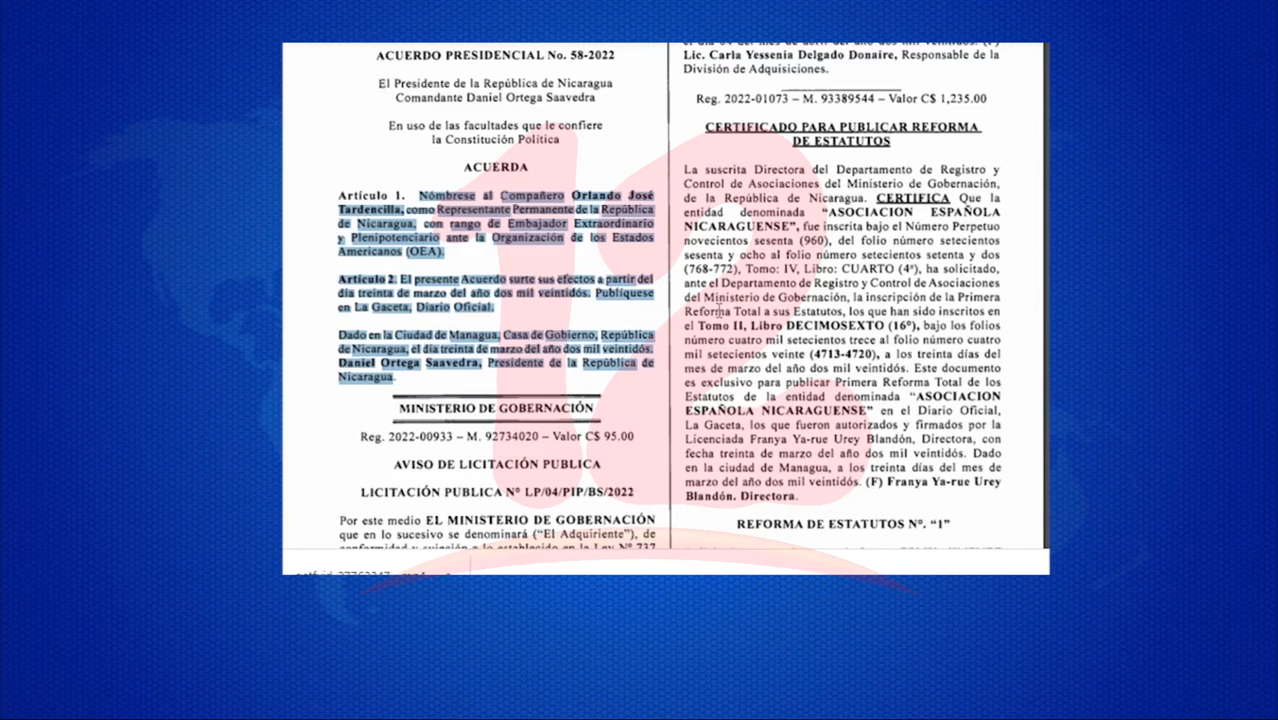 ACUERDO PRESIDENCIAL No. 58-2022
El Presidente de la República de Nicaragua
Comandante Daniel Ortega Saavedra
En uso de las facultades que le confiere
la Constitución Política
ACUERDA
Artículo 1. Nómbrese al Compañero Orlando José
Tardencilla, como Representante Permanente de la República
de Nicaragua, con rango de Embajador Extraordinario
y Plenipotenciario ante la Organización de los Estados
Americanos (OEA).
Artículo 2. El presente Acuerdo surte sus efectos a partir del
día treinta de marzo del año dos mil veintidós. Publíquese
en La Gaceta, Diario Oficial.
Dado en la Ciudad de Managua, Casa de Gobierno, República
de Nicaragua, el día treinta de marzo del año dos mil veintidós.
Daniel Ortega Saavedra, Presidente de la República de
Nicaragua.
MINISTERIO DE GOBERNACIÓN
Reg. 2022-00933 – M. 92734020 – Valor C$ 95.00
AVISO DE LICITACIÓN PUBLICA
LICITACIÓN PUBLICA N° LP/04/PIP/BS/2022
Por este medio EL MINISTERIO DE GOBERNACIÓN
que en lo sucesivo se denominará ("El Adquiriente"), de
conformidad y sujeción a lo establecido en la Ley N° 737
Lic. Carla Yessenia Delgado Donaire, Responsable de la
División de Adquisiciones.
Reg. 2022-01073 – M. 93389544 – Valor C$ 1,235.00
CERTIFICADO PARA PUBLICAR REFORMA
DE ESTATUTOS
La suscrita Directora del Departamento de Registro y
Control de Asociaciones del Ministerio de Gobernación,
de la República de Nicaragua. CERTIFICA Que la
entidad denominada "ASOCIACION ESPAÑOLA
NICARAGUENSE", fue inscrita bajo el Número Perpetuo
novecientos sesenta (960), del folio número setecientos
sesenta y ocho al folio número setecientos setenta y dos
(768-772), Tomo: IV, Libro: CUARTO (4°), ha solicitado,
ante el Departamento de Registro y Control de Asociaciones
del Ministerio de Gobernación, la inscripción de la Primera
Reforma Total a sus Estatutos, los que han sido inscritos en
el Tomo II, Libro DECIMOSEXTO (16°), bajo los folios
número cuatro mil setecientos trece al folio número cuatro
mil setecientos veinte (4713-4720), a los treinta días del
mes de marzo del año dos mil veintidós. Este documento
es exclusivo para publicar Primera Reforma Total de los
Estatutos de la entidad denominada "ASOCIACION
ESPAÑOLA NICARAGUENSE" en el Diario Oficial,
La Gaceta, los que fueron autorizados y firmados por la
Licenciada Franya Ya-rue Urey Blandón, Directora, con
fecha treinta de marzo del año dos mil veintidós. Dado
en la ciudad de Managua, a los treinta días del mes de
marzo del año dos mil veintidós. (F) Franya Ya-rue Urey
Blandón. Directora.
REFORMA DE ESTATUTOS N°. "1"
12